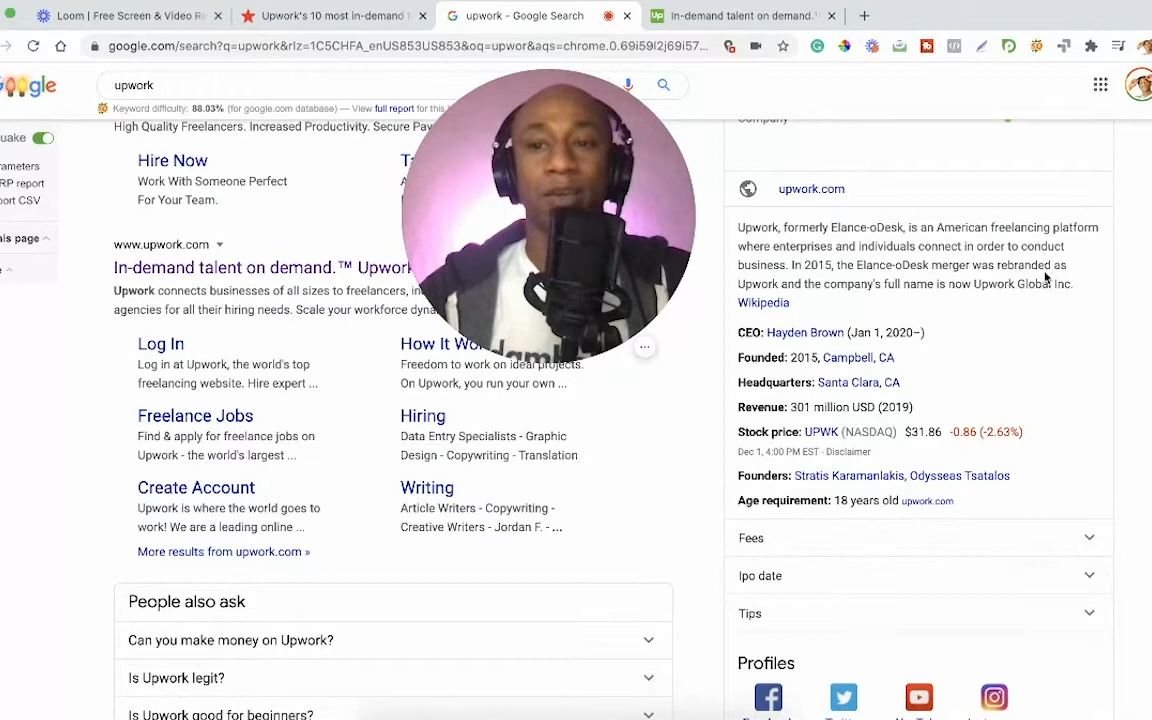 Loom | Free Screen & Video Re
Upwork's 10 most in-demand
upwork - Google Search
In-demand talent on demand.™
google.com/search?q=upwork&rlz=1C5CHFA_enUS853US853&oq=upwor&aqs=chrome.0.69i59l2j69i57...
upwork
Keyword difficulty: 88.03% (for google.com database) — View full report for this
High Quality Freelancers. Increased Productivity. Secure Pay
Hire Now
Work With Someone Perfect
For Your Team.
uake
rameters
RP report
ort CSV
his page
www.upwork.com
In-demand talent on demand.™ Upwork
Upwork connects businesses of all sizes to freelancers, in
agencies for all their hiring needs. Scale your workforce dyna
Log In
Log in at Upwork, the world's top
freelancing website. Hire expert ...
How It Wo
Freedom to work on ideal projects.
On Upwork, you run your own ...
Freelance Jobs
Find & apply for freelance jobs on
Upwork - the world's largest ...
Hiring
Data Entry Specialists - Graphic
Design - Copywriting - Translation
Create Account
Upwork is where the world goes to
work! We are a leading online ...
Writing
Article Writers - Copywriting -
Creative Writers - Jordan F. - ...
More results from upwork.com »
People also ask
Can you make money on Upwork?
Is Upwork legit?
Is Upwork good for beginners?
Company
upwork.com
Upwork, formerly Elance-oDesk, is an American freelancing platform
where enterprises and individuals connect in order to conduct
business. In 2015, the Elance-oDesk merger was rebranded as
Upwork and the company's full name is now Upwork Global Inc.
Wikipedia
CEO: Hayden Brown (Jan 1, 2020–)
Founded: 2015, Campbell, CA
Headquarters: Santa Clara, CA
Revenue: 301 million USD (2019)
Stock price: UPWK (NASDAQ) $31.86 -0.86 (-2.63%)
Dec 1, 4:00 PM EST - Disclaimer
Founders: Stratis Karamanlakis, Odysseas Tsatalos
Age requirement: 18 years old upwork.com
Fees
Ipo date
Tips
Profiles